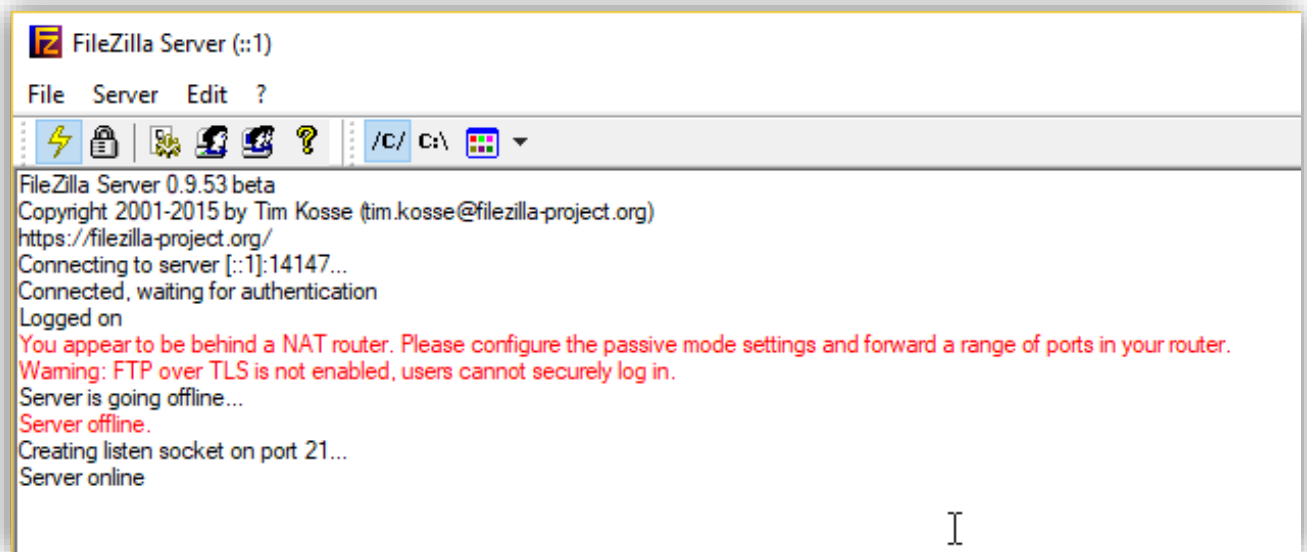 FileZilla Server (::1)
File Server Edit ?
/C/ C:\
FileZilla Server 0.9.53 beta
Copyright 2001-2015 by Tim Kosse (tim.kosse@filezilla-project.org)
https://filezilla-project.org/
Connecting to server [::1]:14147...
Connected, waiting for authentication
Logged on
You appear to be behind a NAT router. Please configure the passive mode settings and forward a range of ports in your router.
Warning: FTP over TLS is not enabled, users cannot securely log in.
Server is going offline...
Server offline.
Creating listen socket on port 21...
Server online